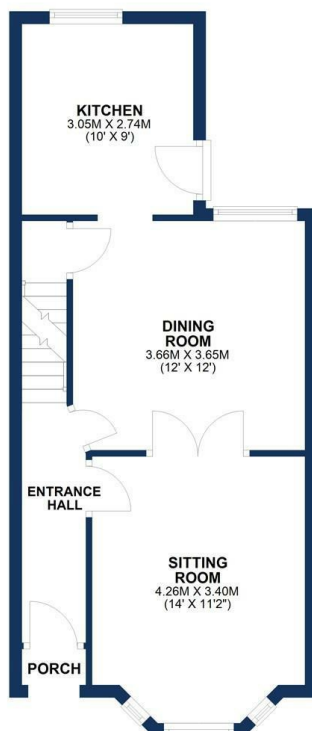 KITCHEN
3.05M X 2.74M
(10' X 9')
DINING
ROOM
3.66M X 3.65M
(12' X 12')
ENTRANCE
HALL
SITTING
ROOM
4.26M X 3.40M
(14' X 11'2")
PORCH